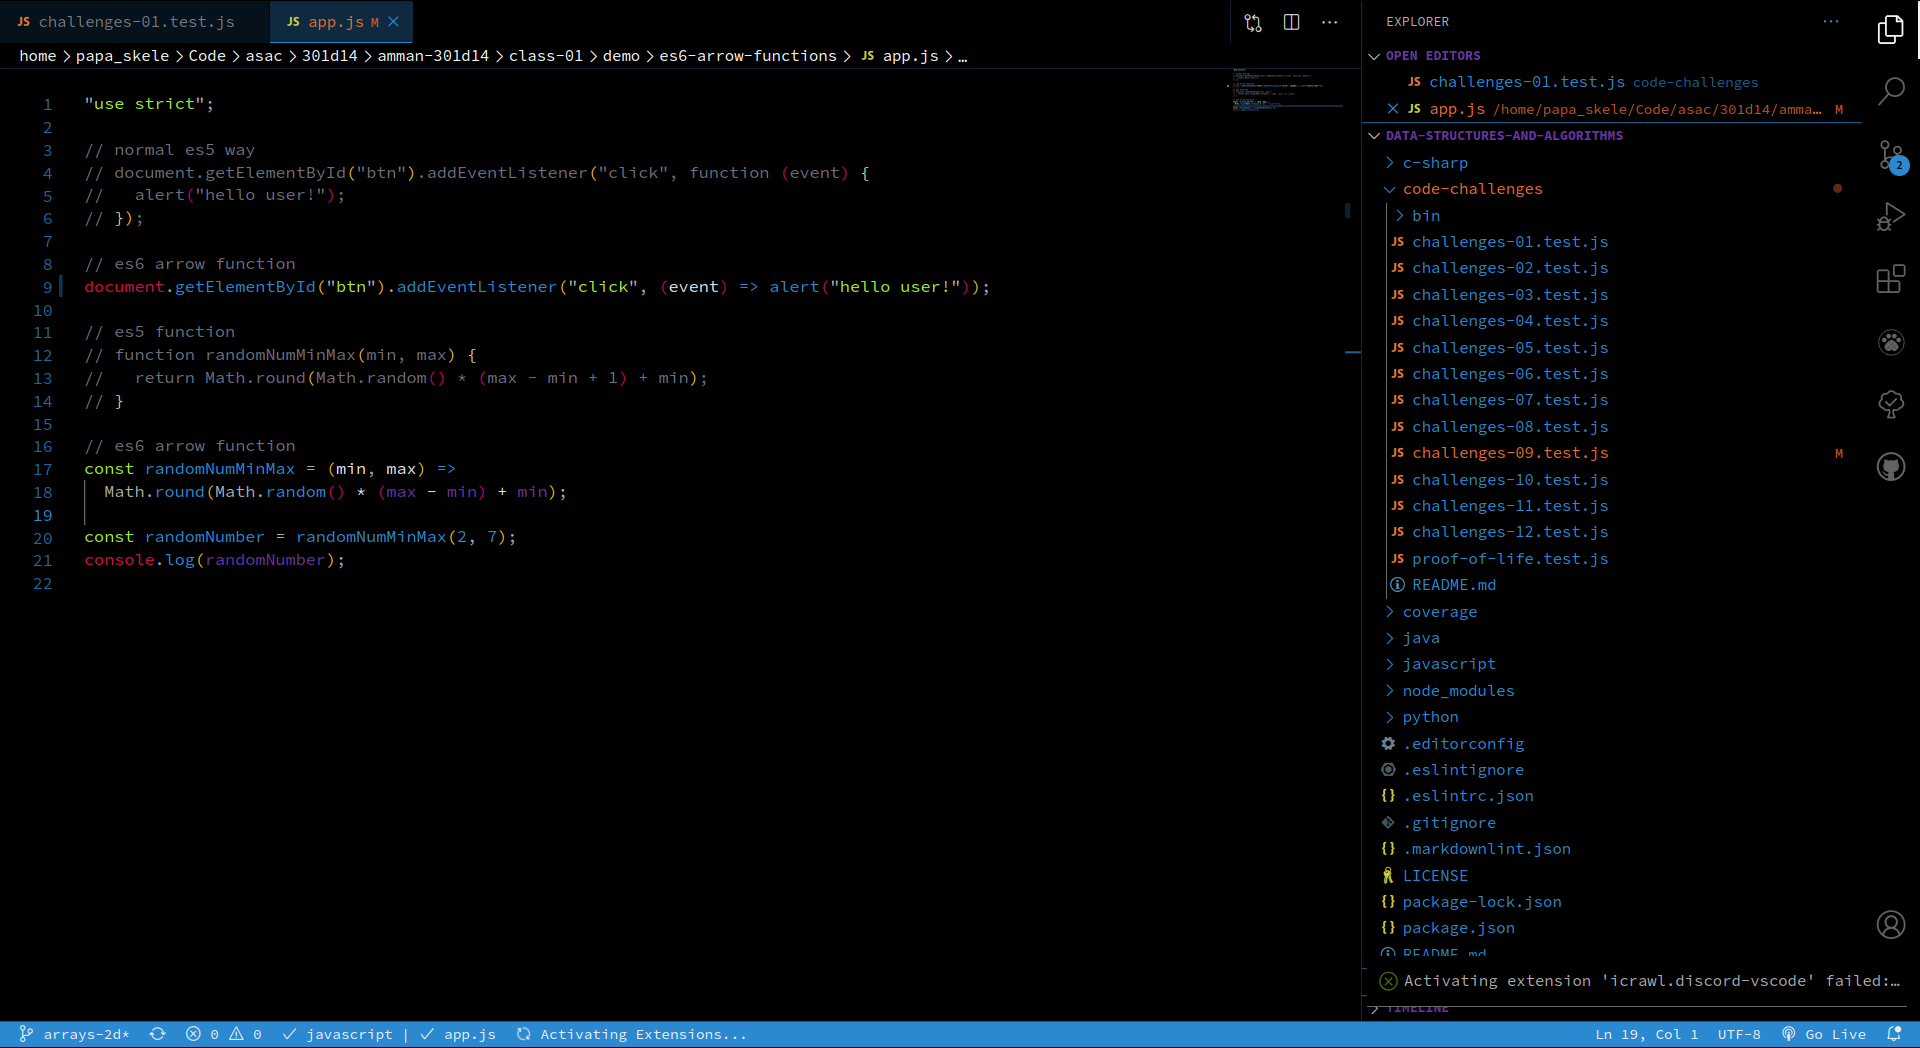 JS challenges-01.test.js
JS app.js M
home > papa_skele > Code > asac > 301d14 > amman-301d14 > class-01 > demo > es6-arrow-functions > JS app.js > …
1 "use strict";
2
3 // normal es5 way
4 // document.getElementById("btn").addEventListener("click", function (event) {
5 //   alert("hello user!");
6 // });
7
8 // es6 arrow function
9 document.getElementById("btn").addEventListener("click", (event) => alert("hello user!"));
10
11 // es5 function
12 // function randomNumMinMax(min, max) {
13 //   return Math.round(Math.random() * (max - min + 1) + min);
14 // }
15
16 // es6 arrow function
17 const randomNumMinMax = (min, max) =>
18   Math.round(Math.random() * (max - min) + min);
19
20 const randomNumber = randomNumMinMax(2, 7);
21 console.log(randomNumber);
22
EXPLORER
OPEN EDITORS
JS challenges-01.test.js code-challenges
JS app.js /home/papa_skele/Code/asac/301d14/amma... M
DATA-STRUCTURES-AND-ALGORITHMS
c-sharp
code-challenges
bin
JS challenges-01.test.js
JS challenges-02.test.js
JS challenges-03.test.js
JS challenges-04.test.js
JS challenges-05.test.js
JS challenges-06.test.js
JS challenges-07.test.js
JS challenges-08.test.js
JS challenges-09.test.js M
JS challenges-10.test.js
JS challenges-11.test.js
JS challenges-12.test.js
JS proof-of-life.test.js
README.md
coverage
java
javascript
node_modules
python
.editorconfig
.eslintignore
{} .eslintrc.json
.gitignore
{} .markdownlint.json
LICENSE
{} package-lock.json
{} package.json
README.md
Activating extension 'icrawl.discord-vscode' failed:…
TIMELINE
2
arrays-2d* 0 0 javascript | app.js Activating Extensions...
Ln 19, Col 1 UTF-8 Go Live